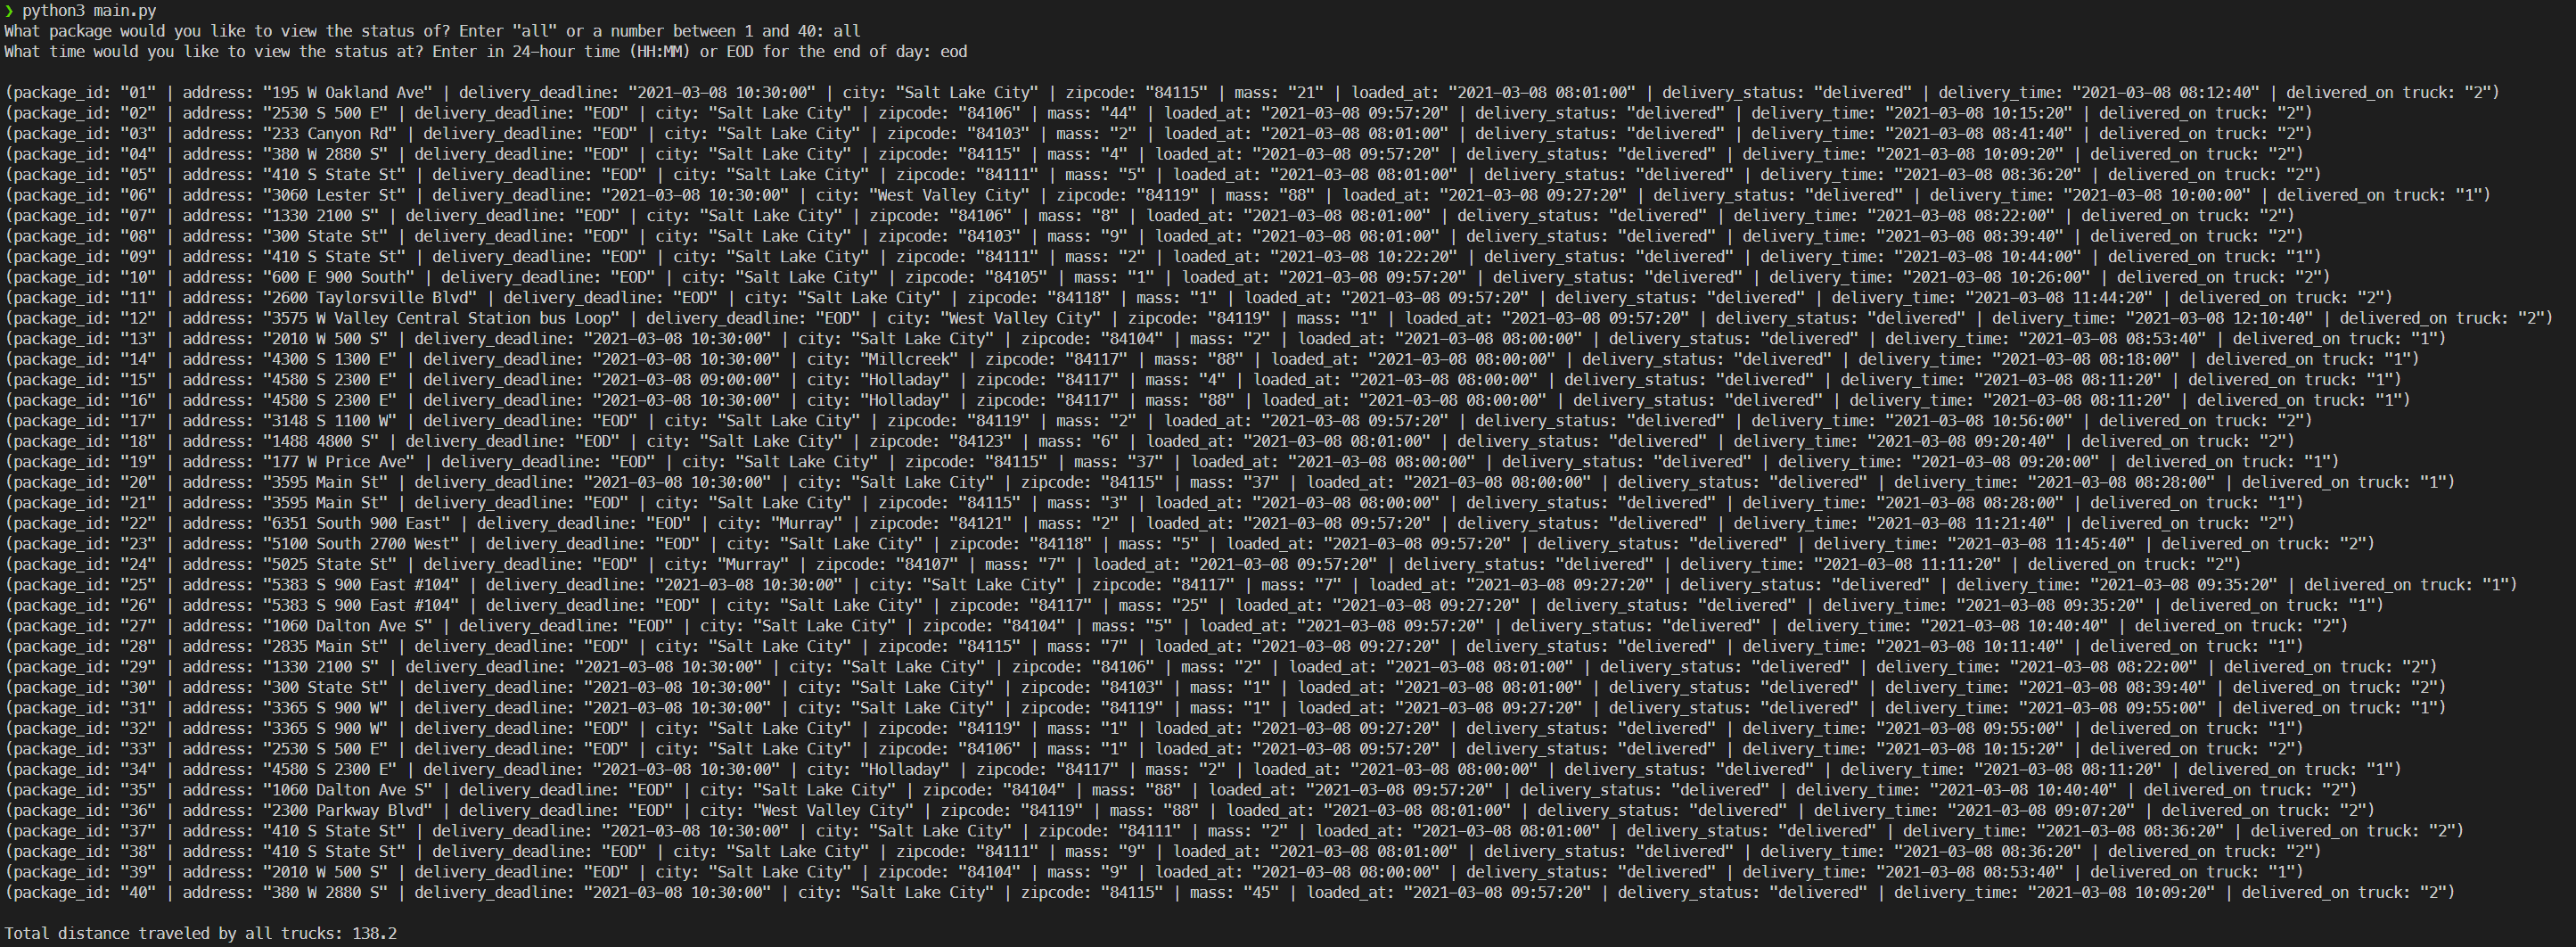 ❯ python3 main.py
What package would you like to view the status of? Enter "all" or a number between 1 and 40: all
What time would you like to view the status at? Enter in 24-hour time (HH:MM) or EOD for the end of day: eod
(package_id: "01" | address: "195 W Oakland Ave" | delivery_deadline: "2021-03-08 10:30:00" | city: "Salt Lake City" | zipcode: "84115" | mass: "21" | loaded_at: "2021-03-08 08:01:00" | delivery_status: "delivered" | delivery_time: "2021-03-08 08:12:40" | delivered_on truck: "2")
(package_id: "02" | address: "2530 S 500 E" | delivery_deadline: "EOD" | city: "Salt Lake City" | zipcode: "84106" | mass: "44" | loaded_at: "2021-03-08 09:57:20" | delivery_status: "delivered" | delivery_time: "2021-03-08 10:15:20" | delivered_on truck: "2")
(package_id: "03" | address: "233 Canyon Rd" | delivery_deadline: "EOD" | city: "Salt Lake City" | zipcode: "84103" | mass: "2" | loaded_at: "2021-03-08 08:01:00" | delivery_status: "delivered" | delivery_time: "2021-03-08 08:41:40" | delivered_on truck: "2")
(package_id: "04" | address: "380 W 2880 S" | delivery_deadline: "EOD" | city: "Salt Lake City" | zipcode: "84115" | mass: "4" | loaded_at: "2021-03-08 09:57:20" | delivery_status: "delivered" | delivery_time: "2021-03-08 10:09:20" | delivered_on truck: "2")
(package_id: "05" | address: "410 S State St" | delivery_deadline: "EOD" | city: "Salt Lake City" | zipcode: "84111" | mass: "5" | loaded_at: "2021-03-08 08:01:00" | delivery_status: "delivered" | delivery_time: "2021-03-08 08:36:20" | delivered_on truck: "2")
(package_id: "06" | address: "3060 Lester St" | delivery_deadline: "2021-03-08 10:30:00" | city: "West Valley City" | zipcode: "84119" | mass: "88" | loaded_at: "2021-03-08 09:27:20" | delivery_status: "delivered" | delivery_time: "2021-03-08 10:00:00" | delivered_on truck: "1")
(package_id: "07" | address: "1330 2100 S" | delivery_deadline: "EOD" | city: "Salt Lake City" | zipcode: "84106" | mass: "8" | loaded_at: "2021-03-08 08:01:00" | delivery_status: "delivered" | delivery_time: "2021-03-08 08:22:00" | delivered_on truck: "2")
(package_id: "08" | address: "300 State St" | delivery_deadline: "EOD" | city: "Salt Lake City" | zipcode: "84103" | mass: "9" | loaded_at: "2021-03-08 08:01:00" | delivery_status: "delivered" | delivery_time: "2021-03-08 08:39:40" | delivered_on truck: "2")
(package_id: "09" | address: "410 S State St" | delivery_deadline: "EOD" | city: "Salt Lake City" | zipcode: "84111" | mass: "2" | loaded_at: "2021-03-08 10:22:20" | delivery_status: "delivered" | delivery_time: "2021-03-08 10:44:00" | delivered_on truck: "1")
(package_id: "10" | address: "600 E 900 South" | delivery_deadline: "EOD" | city: "Salt Lake City" | zipcode: "84105" | mass: "1" | loaded_at: "2021-03-08 09:57:20" | delivery_status: "delivered" | delivery_time: "2021-03-08 10:26:00" | delivered_on truck: "2")
(package_id: "11" | address: "2600 Taylorsville Blvd" | delivery_deadline: "EOD" | city: "Salt Lake City" | zipcode: "84118" | mass: "1" | loaded_at: "2021-03-08 09:57:20" | delivery_status: "delivered" | delivery_time: "2021-03-08 11:44:20" | delivered_on truck: "2")
(package_id: "12" | address: "3575 W Valley Central Station bus Loop" | delivery_deadline: "EOD" | city: "West Valley City" | zipcode: "84119" | mass: "1" | loaded_at: "2021-03-08 09:57:20" | delivery_status: "delivered" | delivery_time: "2021-03-08 12:10:40" | delivered_on truck: "2")
(package_id: "13" | address: "2010 W 500 S" | delivery_deadline: "2021-03-08 10:30:00" | city: "Salt Lake City" | zipcode: "84104" | mass: "2" | loaded_at: "2021-03-08 08:00:00" | delivery_status: "delivered" | delivery_time: "2021-03-08 08:53:40" | delivered_on truck: "1")
(package_id: "14" | address: "4300 S 1300 E" | delivery_deadline: "2021-03-08 10:30:00" | city: "Millcreek" | zipcode: "84117" | mass: "88" | loaded_at: "2021-03-08 08:00:00" | delivery_status: "delivered" | delivery_time: "2021-03-08 08:18:00" | delivered_on truck: "1")
(package_id: "15" | address: "4580 S 2300 E" | delivery_deadline: "2021-03-08 09:00:00" | city: "Holladay" | zipcode: "84117" | mass: "4" | loaded_at: "2021-03-08 08:00:00" | delivery_status: "delivered" | delivery_time: "2021-03-08 08:11:20" | delivered_on truck: "1")
(package_id: "16" | address: "4580 S 2300 E" | delivery_deadline: "2021-03-08 10:30:00" | city: "Holladay" | zipcode: "84117" | mass: "88" | loaded_at: "2021-03-08 08:00:00" | delivery_status: "delivered" | delivery_time: "2021-03-08 08:11:20" | delivered_on truck: "1")
(package_id: "17" | address: "3148 S 1100 W" | delivery_deadline: "EOD" | city: "Salt Lake City" | zipcode: "84119" | mass: "2" | loaded_at: "2021-03-08 09:57:20" | delivery_status: "delivered" | delivery_time: "2021-03-08 10:56:00" | delivered_on truck: "2")
(package_id: "18" | address: "1488 4800 S" | delivery_deadline: "EOD" | city: "Salt Lake City" | zipcode: "84123" | mass: "6" | loaded_at: "2021-03-08 08:01:00" | delivery_status: "delivered" | delivery_time: "2021-03-08 09:20:40" | delivered_on truck: "2")
(package_id: "19" | address: "177 W Price Ave" | delivery_deadline: "EOD" | city: "Salt Lake City" | zipcode: "84115" | mass: "37" | loaded_at: "2021-03-08 08:00:00" | delivery_status: "delivered" | delivery_time: "2021-03-08 09:20:00" | delivered_on truck: "1")
(package_id: "20" | address: "3595 Main St" | delivery_deadline: "2021-03-08 10:30:00" | city: "Salt Lake City" | zipcode: "84115" | mass: "37" | loaded_at: "2021-03-08 08:00:00" | delivery_status: "delivered" | delivery_time: "2021-03-08 08:28:00" | delivered_on truck: "1")
(package_id: "21" | address: "3595 Main St" | delivery_deadline: "EOD" | city: "Salt Lake City" | zipcode: "84115" | mass: "3" | loaded_at: "2021-03-08 08:00:00" | delivery_status: "delivered" | delivery_time: "2021-03-08 08:28:00" | delivered_on truck: "1")
(package_id: "22" | address: "6351 South 900 East" | delivery_deadline: "EOD" | city: "Murray" | zipcode: "84121" | mass: "2" | loaded_at: "2021-03-08 09:57:20" | delivery_status: "delivered" | delivery_time: "2021-03-08 11:21:40" | delivered_on truck: "2")
(package_id: "23" | address: "5100 South 2700 West" | delivery_deadline: "EOD" | city: "Salt Lake City" | zipcode: "84118" | mass: "5" | loaded_at: "2021-03-08 09:57:20" | delivery_status: "delivered" | delivery_time: "2021-03-08 11:45:40" | delivered_on truck: "2")
(package_id: "24" | address: "5025 State St" | delivery_deadline: "EOD" | city: "Murray" | zipcode: "84107" | mass: "7" | loaded_at: "2021-03-08 09:57:20" | delivery_status: "delivered" | delivery_time: "2021-03-08 11:11:20" | delivered_on truck: "2")
(package_id: "25" | address: "5383 S 900 East #104" | delivery_deadline: "2021-03-08 10:30:00" | city: "Salt Lake City" | zipcode: "84117" | mass: "7" | loaded_at: "2021-03-08 09:27:20" | delivery_status: "delivered" | delivery_time: "2021-03-08 09:35:20" | delivered_on truck: "1")
(package_id: "26" | address: "5383 S 900 East #104" | delivery_deadline: "EOD" | city: "Salt Lake City" | zipcode: "84117" | mass: "25" | loaded_at: "2021-03-08 09:27:20" | delivery_status: "delivered" | delivery_time: "2021-03-08 09:35:20" | delivered_on truck: "1")
(package_id: "27" | address: "1060 Dalton Ave S" | delivery_deadline: "EOD" | city: "Salt Lake City" | zipcode: "84104" | mass: "5" | loaded_at: "2021-03-08 09:57:20" | delivery_status: "delivered" | delivery_time: "2021-03-08 10:40:40" | delivered_on truck: "2")
(package_id: "28" | address: "2835 Main St" | delivery_deadline: "EOD" | city: "Salt Lake City" | zipcode: "84115" | mass: "7" | loaded_at: "2021-03-08 09:27:20" | delivery_status: "delivered" | delivery_time: "2021-03-08 10:11:40" | delivered_on truck: "1")
(package_id: "29" | address: "1330 2100 S" | delivery_deadline: "2021-03-08 10:30:00" | city: "Salt Lake City" | zipcode: "84106" | mass: "2" | loaded_at: "2021-03-08 08:01:00" | delivery_status: "delivered" | delivery_time: "2021-03-08 08:22:00" | delivered_on truck: "2")
(package_id: "30" | address: "300 State St" | delivery_deadline: "2021-03-08 10:30:00" | city: "Salt Lake City" | zipcode: "84103" | mass: "1" | loaded_at: "2021-03-08 08:01:00" | delivery_status: "delivered" | delivery_time: "2021-03-08 08:39:40" | delivered_on truck: "2")
(package_id: "31" | address: "3365 S 900 W" | delivery_deadline: "2021-03-08 10:30:00" | city: "Salt Lake City" | zipcode: "84119" | mass: "1" | loaded_at: "2021-03-08 09:27:20" | delivery_status: "delivered" | delivery_time: "2021-03-08 09:55:00" | delivered_on truck: "1")
(package_id: "32" | address: "3365 S 900 W" | delivery_deadline: "EOD" | city: "Salt Lake City" | zipcode: "84119" | mass: "1" | loaded_at: "2021-03-08 09:27:20" | delivery_status: "delivered" | delivery_time: "2021-03-08 09:55:00" | delivered_on truck: "1")
(package_id: "33" | address: "2530 S 500 E" | delivery_deadline: "EOD" | city: "Salt Lake City" | zipcode: "84106" | mass: "1" | loaded_at: "2021-03-08 09:57:20" | delivery_status: "delivered" | delivery_time: "2021-03-08 10:15:20" | delivered_on truck: "2")
(package_id: "34" | address: "4580 S 2300 E" | delivery_deadline: "2021-03-08 10:30:00" | city: "Holladay" | zipcode: "84117" | mass: "2" | loaded_at: "2021-03-08 08:00:00" | delivery_status: "delivered" | delivery_time: "2021-03-08 08:11:20" | delivered_on truck: "1")
(package_id: "35" | address: "1060 Dalton Ave S" | delivery_deadline: "EOD" | city: "Salt Lake City" | zipcode: "84104" | mass: "88" | loaded_at: "2021-03-08 09:57:20" | delivery_status: "delivered" | delivery_time: "2021-03-08 10:40:40" | delivered_on truck: "2")
(package_id: "36" | address: "2300 Parkway Blvd" | delivery_deadline: "EOD" | city: "West Valley City" | zipcode: "84119" | mass: "88" | loaded_at: "2021-03-08 08:01:00" | delivery_status: "delivered" | delivery_time: "2021-03-08 09:07:20" | delivered_on truck: "2")
(package_id: "37" | address: "410 S State St" | delivery_deadline: "2021-03-08 10:30:00" | city: "Salt Lake City" | zipcode: "84111" | mass: "2" | loaded_at: "2021-03-08 08:01:00" | delivery_status: "delivered" | delivery_time: "2021-03-08 08:36:20" | delivered_on truck: "2")
(package_id: "38" | address: "410 S State St" | delivery_deadline: "EOD" | city: "Salt Lake City" | zipcode: "84111" | mass: "9" | loaded_at: "2021-03-08 08:01:00" | delivery_status: "delivered" | delivery_time: "2021-03-08 08:36:20" | delivered_on truck: "2")
(package_id: "39" | address: "2010 W 500 S" | delivery_deadline: "EOD" | city: "Salt Lake City" | zipcode: "84104" | mass: "9" | loaded_at: "2021-03-08 08:00:00" | delivery_status: "delivered" | delivery_time: "2021-03-08 08:53:40" | delivered_on truck: "1")
(package_id: "40" | address: "380 W 2880 S" | delivery_deadline: "2021-03-08 10:30:00" | city: "Salt Lake City" | zipcode: "84115" | mass: "45" | loaded_at: "2021-03-08 09:57:20" | delivery_status: "delivered" | delivery_time: "2021-03-08 10:09:20" | delivered_on truck: "2")
Total distance traveled by all trucks: 138.2